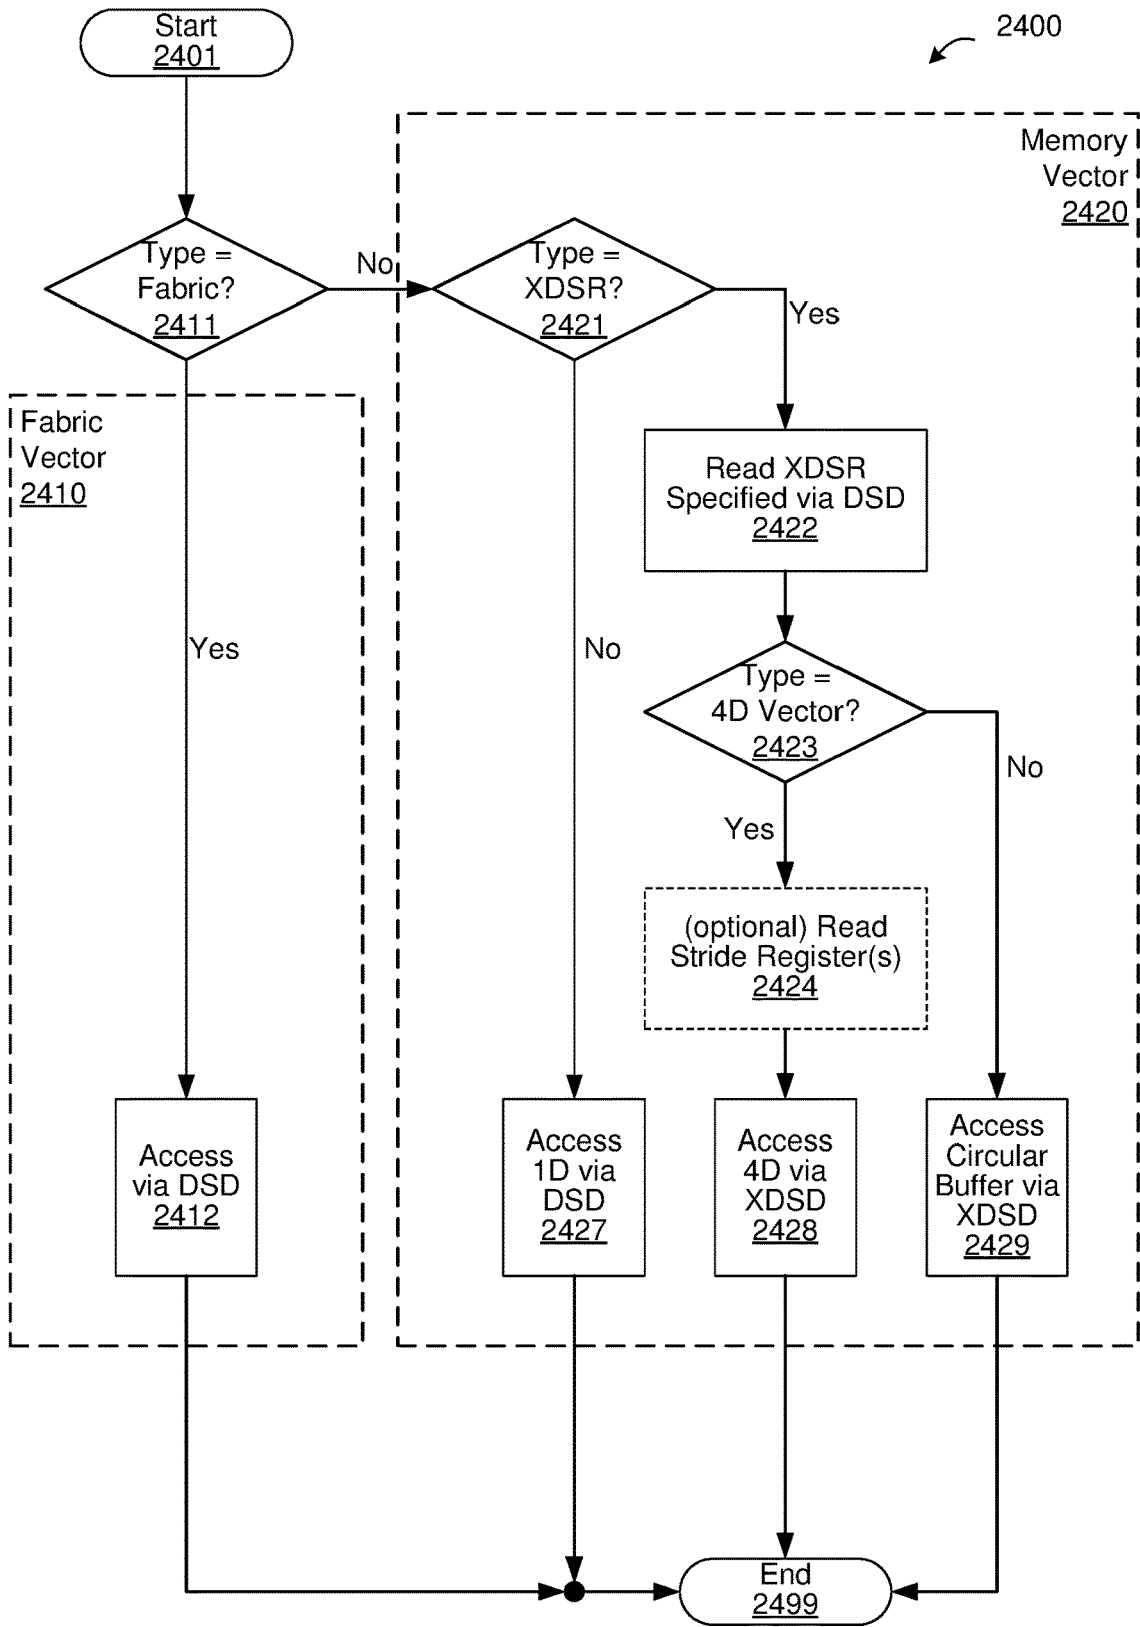 Start
2401
2400
Memory
Vector
2420
Type =
Fabric?
2411
No
Type =
XDSR?
2421
Yes
Fabric
Vector
2410
Read XDSR
Specified via DSD
2422
Yes
No
Type =
4D Vector?
2423
No
Yes
(optional) Read
Stride Register(s)
2424
Access
via DSD
2412
Access
1D via
DSD
2427
Access
4D via
XDSD
2428
Access
Circular
Buffer via
XDSD
2429
End
2499